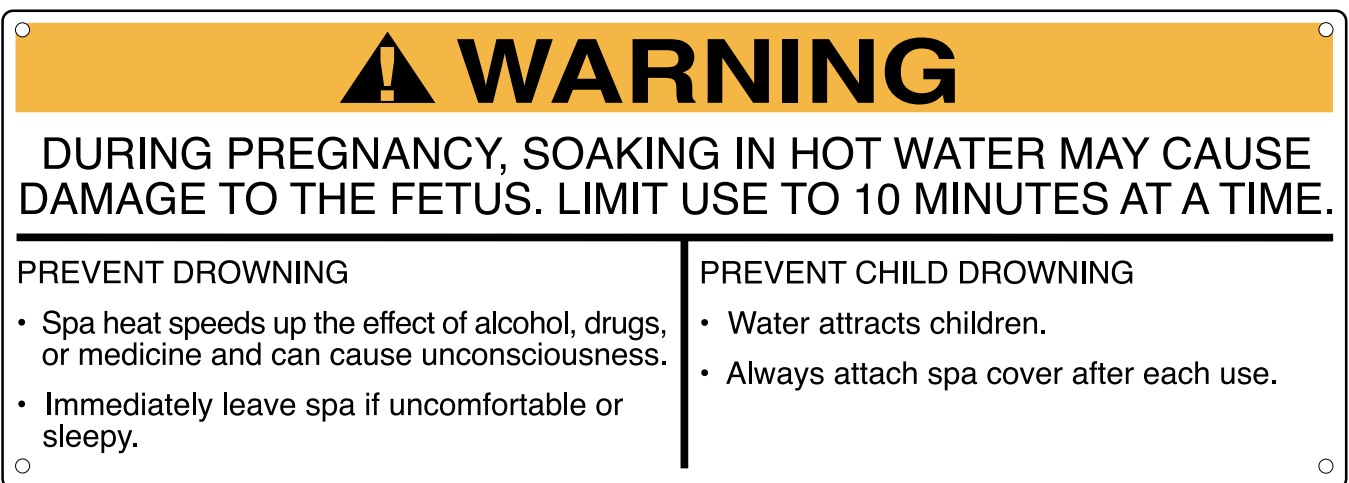 WARNING
DURING PREGNANCY, SOAKING IN HOT WATER MAY CAUSE
DAMAGE TO THE FETUS. LIMIT USE TO 10 MINUTES AT A TIME.
PREVENT DROWNING
• Spa heat speeds up the effect of alcohol, drugs,
or medicine and can cause unconsciousness.
• Immediately leave spa if uncomfortable or
sleepy.
PREVENT CHILD DROWNING
• Water attracts children.
• Always attach spa cover after each use.